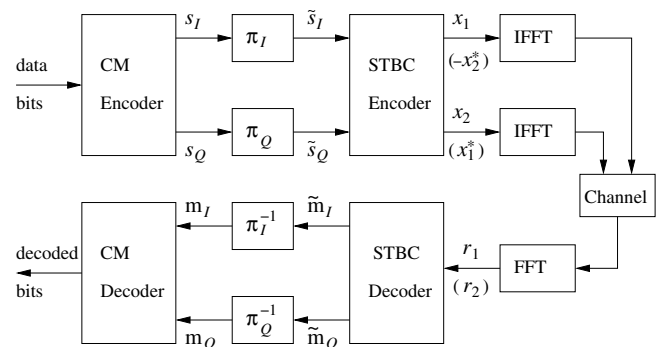 data
bits
CM
Encoder
s_I
s_Q
π_I
π_Q
s̃_I
s̃_Q
STBC
Encoder
x_1
(-x_2^*)
x_2
(x_1^*)
IFFT
IFFT
Channel
decoded
bits
CM
Decoder
m_I
m_Q
π_I^{-1}
π_Q^{-1}
m̃_I
m̃_Q
STBC
Decoder
r_1
(r_2)
FFT